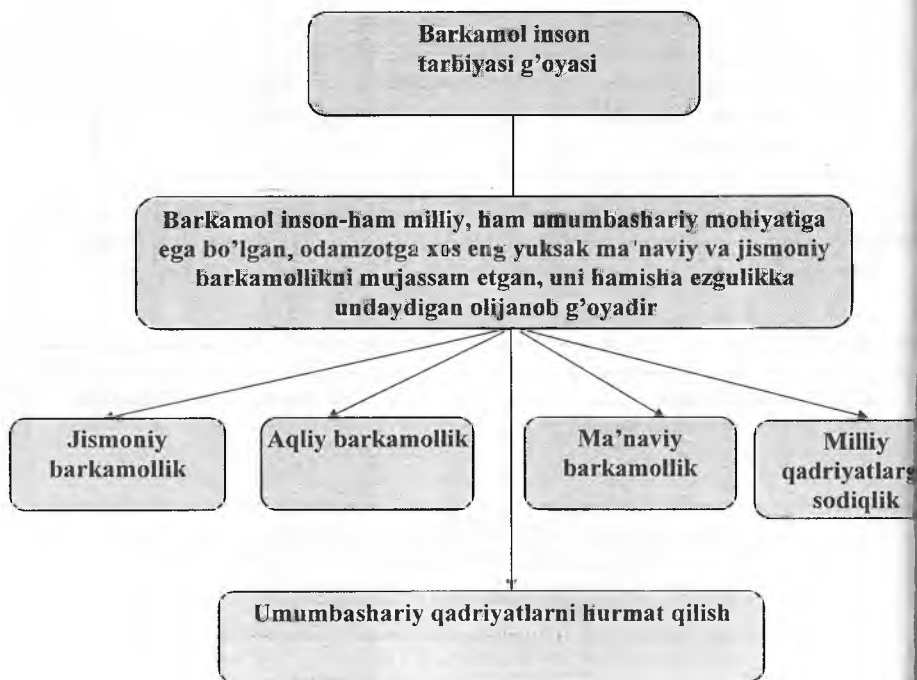 Barkamol inson
tarbiyasi g'oyasi
Barkamol inson-ham milliy, ham umumbashariy mohiyatiga
ega bo'lgan, odamzotga xos eng yuksak ma'naviy va jismoniy
barkamollikni mujassam etgan, uni hamisha ezgulikka
undaydigan olijanob g'oyadir
Jismoniy
barkamollik
Aqliy barkamollik
Ma'naviy
barkamollik
Milliy
qadriyatlarg
sodiqlik
Umumbashariy qadriyatlarni hurmat qilish